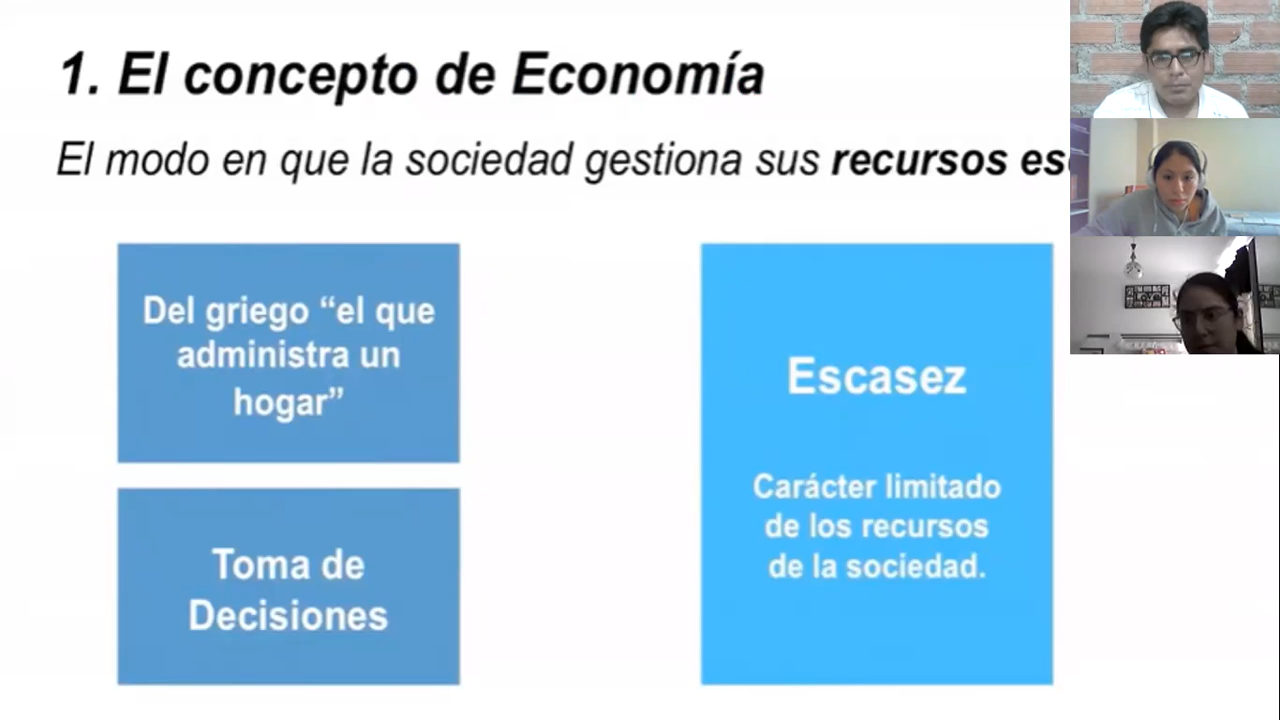 1. El concepto de Economía
El modo en que la sociedad gestiona sus recursos
Del griego “el que
administra un
hogar”
Toma de
Decisiones
Escasez
Carácter limitado
de los recursos
de la sociedad.